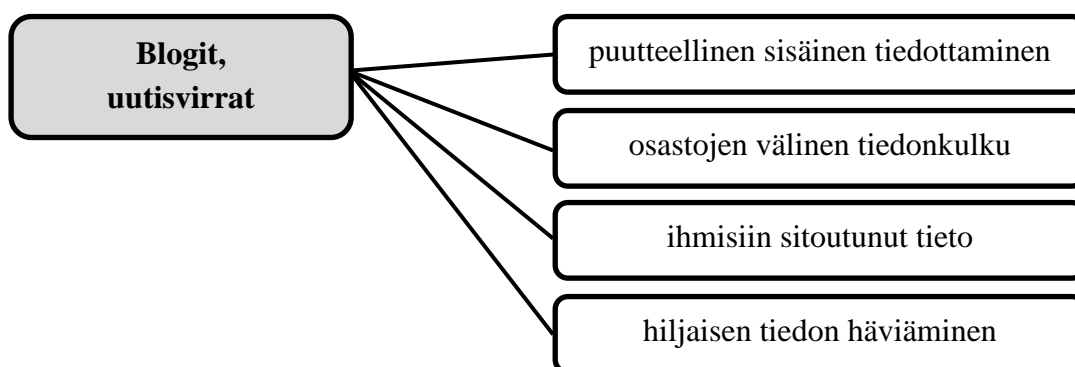 Blogit,
uutisvirrat
puutteellinen sisäinen tiedottaminen
osastojen välinen tiedonkulku
ihmisiin sitoutunut tieto
hiljaisen tiedon häviäminen